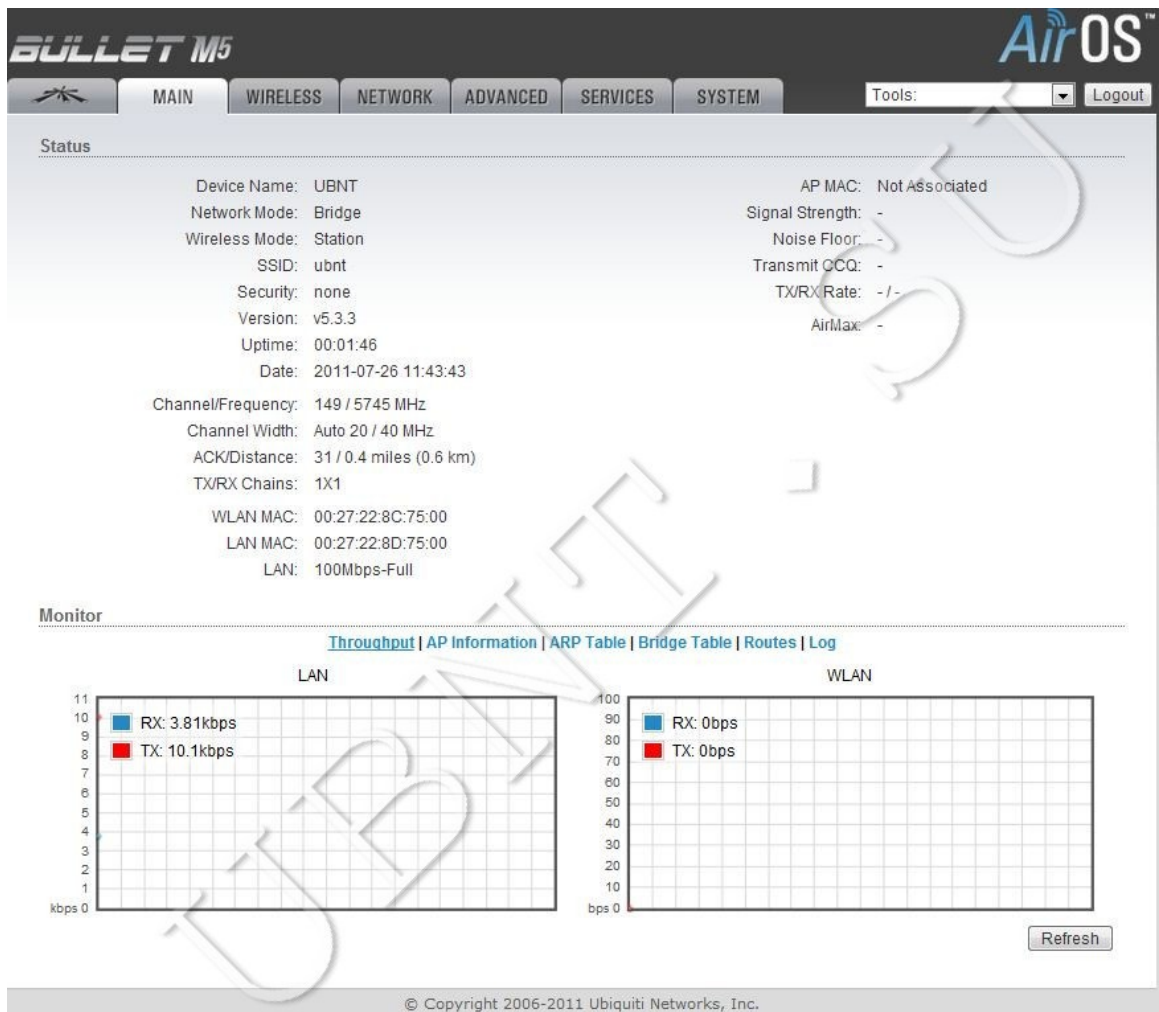 BULLET M5
AirOS™
MAIN WIRELESS NETWORK ADVANCED SERVICES SYSTEM Tools: Logout
Status
Device Name: UBNT
Network Mode: Bridge
Wireless Mode: Station
SSID: ubnt
Security: none
Version: v5.3.3
Uptime: 00:01:46
Date: 2011-07-26 11:43:43
Channel/Frequency: 149 / 5745 MHz
Channel Width: Auto 20 / 40 MHz
ACK/Distance: 31 / 0.4 miles (0.6 km)
TX/RX Chains: 1X1
WLAN MAC: 00:27:22:8C:75:00
LAN MAC: 00:27:22:8D:75:00
LAN: 100Mbps-Full
AP MAC: Not Associated
Signal Strength: -
Noise Floor: -
Transmit CCQ: -
TX/RX Rate: - / -
AirMax: -
Monitor
Throughput | AP Information | ARP Table | Bridge Table | Routes | Log
LAN
11
10
9
8
7
6
5
4
3
2
1
kbps 0
RX: 3.81kbps
TX: 10.1kbps
WLAN
100
90
80
70
60
50
40
30
20
10
bps 0
RX: 0bps
TX: 0bps
Refresh
© Copyright 2006-2011 Ubiquiti Networks, Inc.
UBNT.SU